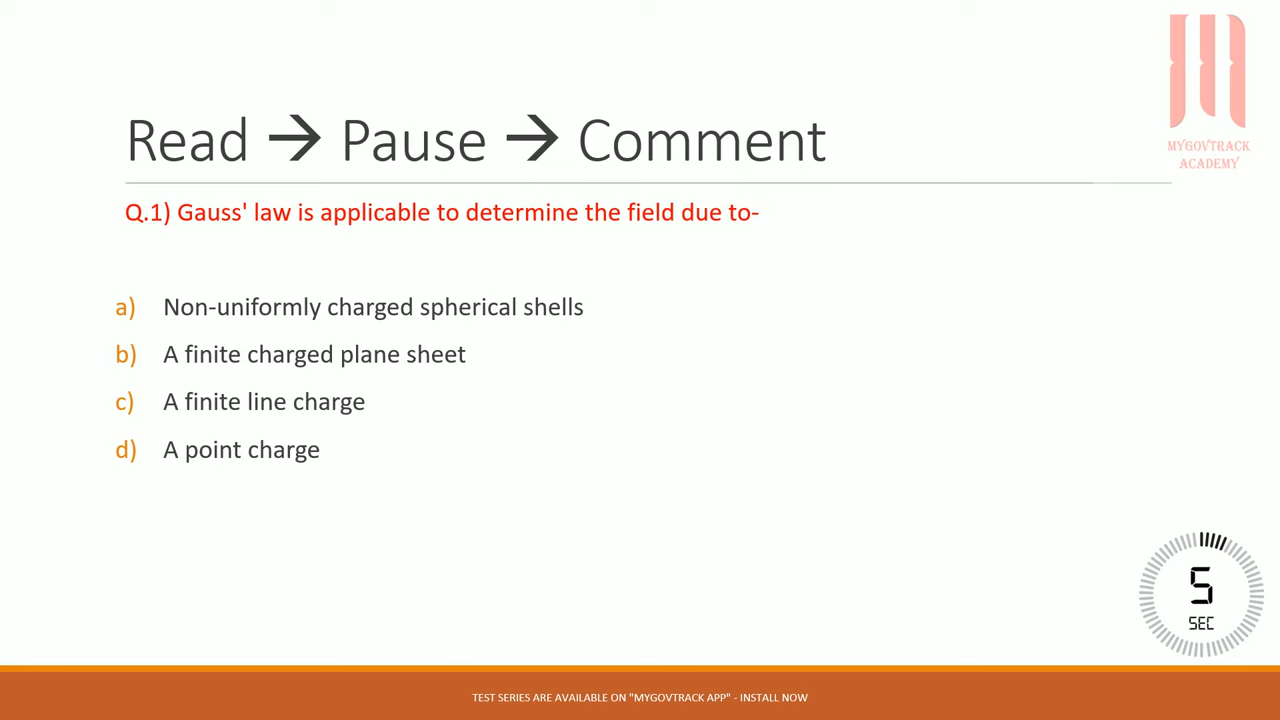 MYGOVTRACK
ACADEMY
Read → Pause → Comment
Q.1) Gauss' law is applicable to determine the field due to-
a) Non-uniformly charged spherical shells
b) A finite charged plane sheet
c) A finite line charge
d) A point charge
5
SEC
TEST SERIES ARE AVAILABLE ON "MYGOVTRACK APP" - INSTALL NOW